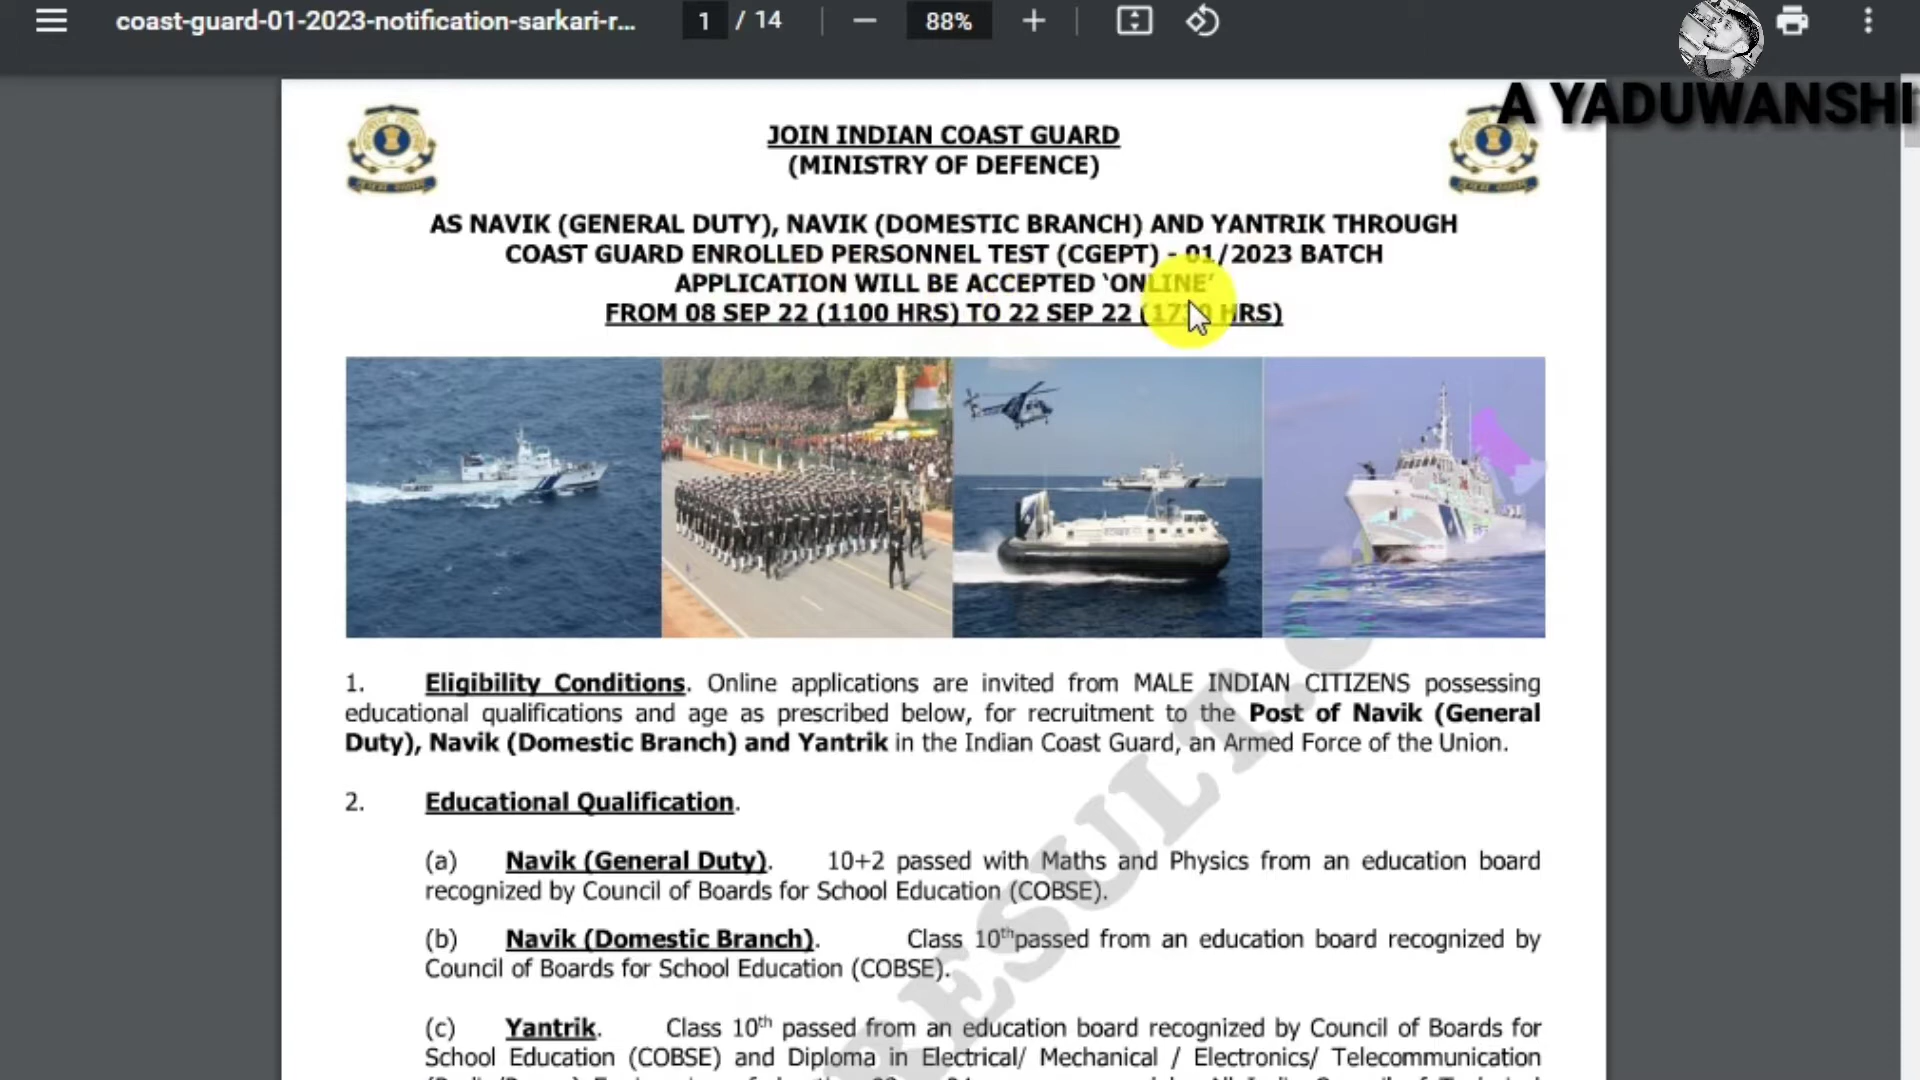 coast-guard-01-2023-notification-sarkari-r...
1 / 14
88%
A YADUWANSHI
JOIN INDIAN COAST GUARD
(MINISTRY OF DEFENCE)
AS NAVIK (GENERAL DUTY), NAVIK (DOMESTIC BRANCH) AND YANTRIK THROUGH
COAST GUARD ENROLLED PERSONNEL TEST (CGEPT) - 01/2023 BATCH
APPLICATION WILL BE ACCEPTED 'ONLINE'
FROM 08 SEP 22 (1100 HRS) TO 22 SEP 22 (1730 HRS)
1. Eligibility Conditions. Online applications are invited from MALE INDIAN CITIZENS possessing
educational qualifications and age as prescribed below, for recruitment to the Post of Navik (General
Duty), Navik (Domestic Branch) and Yantrik in the Indian Coast Guard, an Armed Force of the Union.
2. Educational Qualification.
(a) Navik (General Duty). 10+2 passed with Maths and Physics from an education board
recognized by Council of Boards for School Education (COBSE).
(b) Navik (Domestic Branch). Class 10th passed from an education board recognized by
Council of Boards for School Education (COBSE).
(c) Yantrik. Class 10th passed from an education board recognized by Council of Boards for
School Education (COBSE) and Diploma in Electrical/ Mechanical / Electronics/ Telecommunication
RESULT.